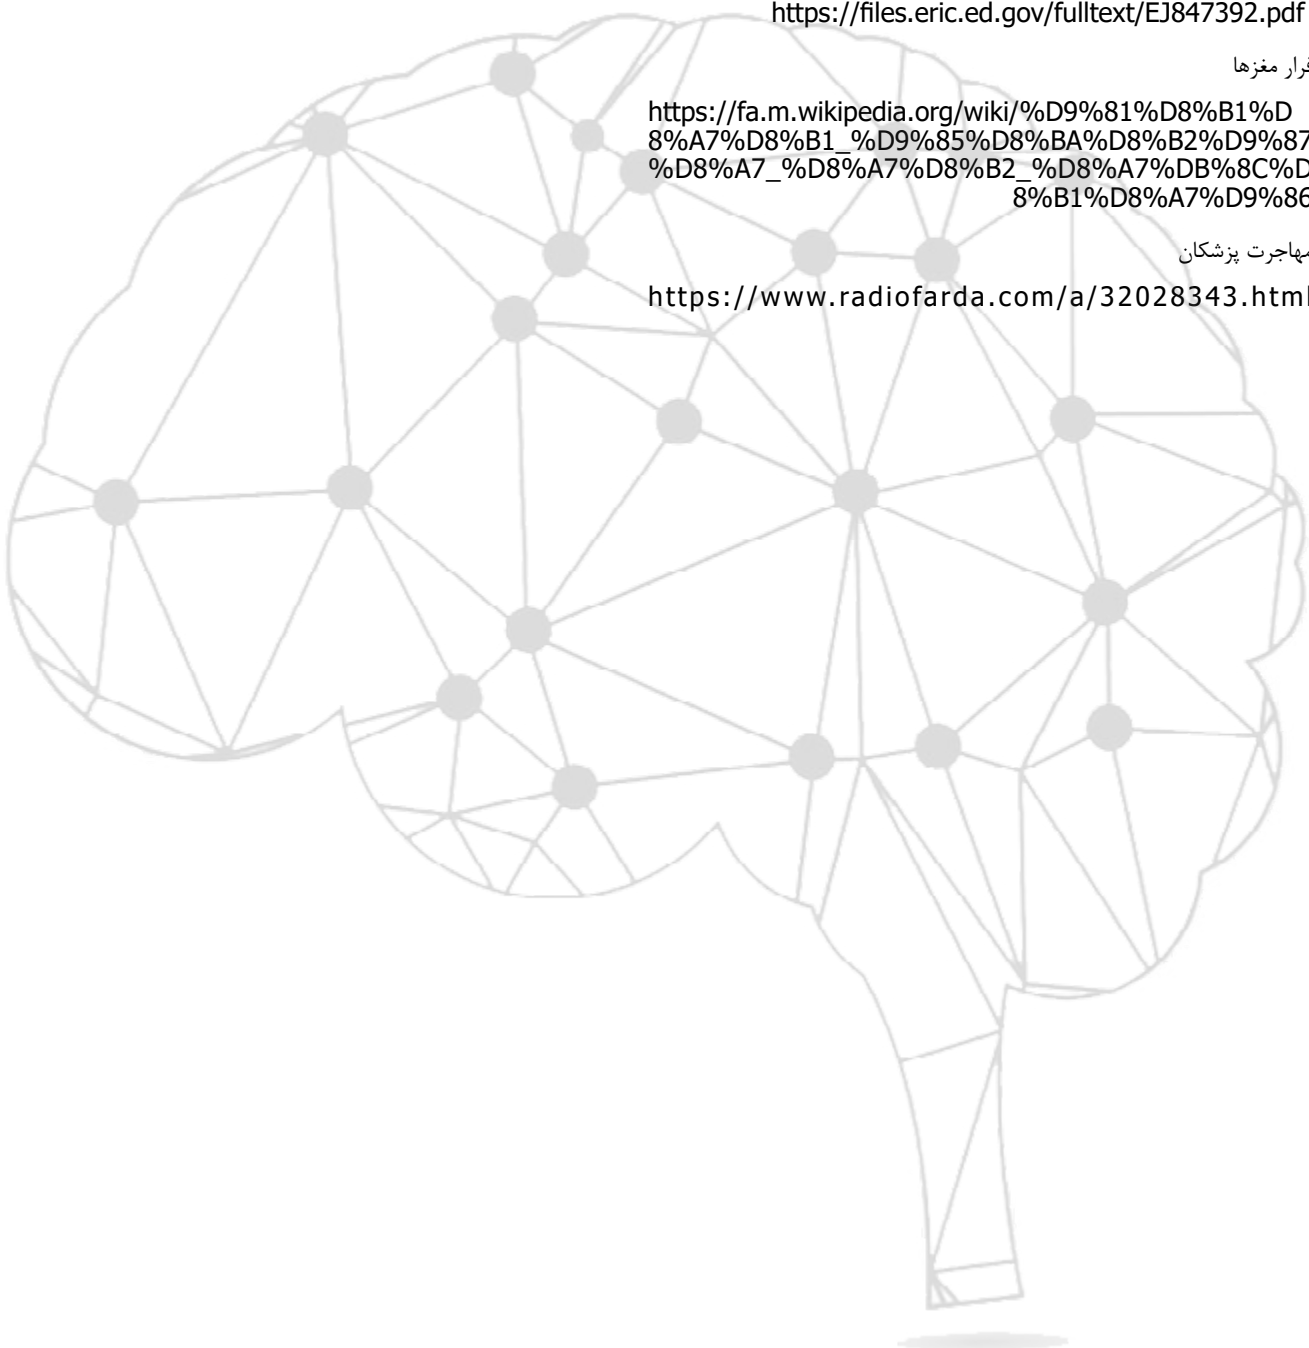 https://files.eric.ed.gov/fulltext/EJ847392.pdf
فرار مغزها
https://fa.m.wikipedia.org/wiki/%D9%81%D8%B1%D
8%A7%D8%B1_%D9%85%D8%BA%D8%B2%D9%87
%D8%A7_%D8%A7%D8%B2_%D8%A7%DB%8C%D
8%B1%D8%A7%D9%86
مهاجرت پزشکان
https://www.radiofarda.com/a/32028343.html